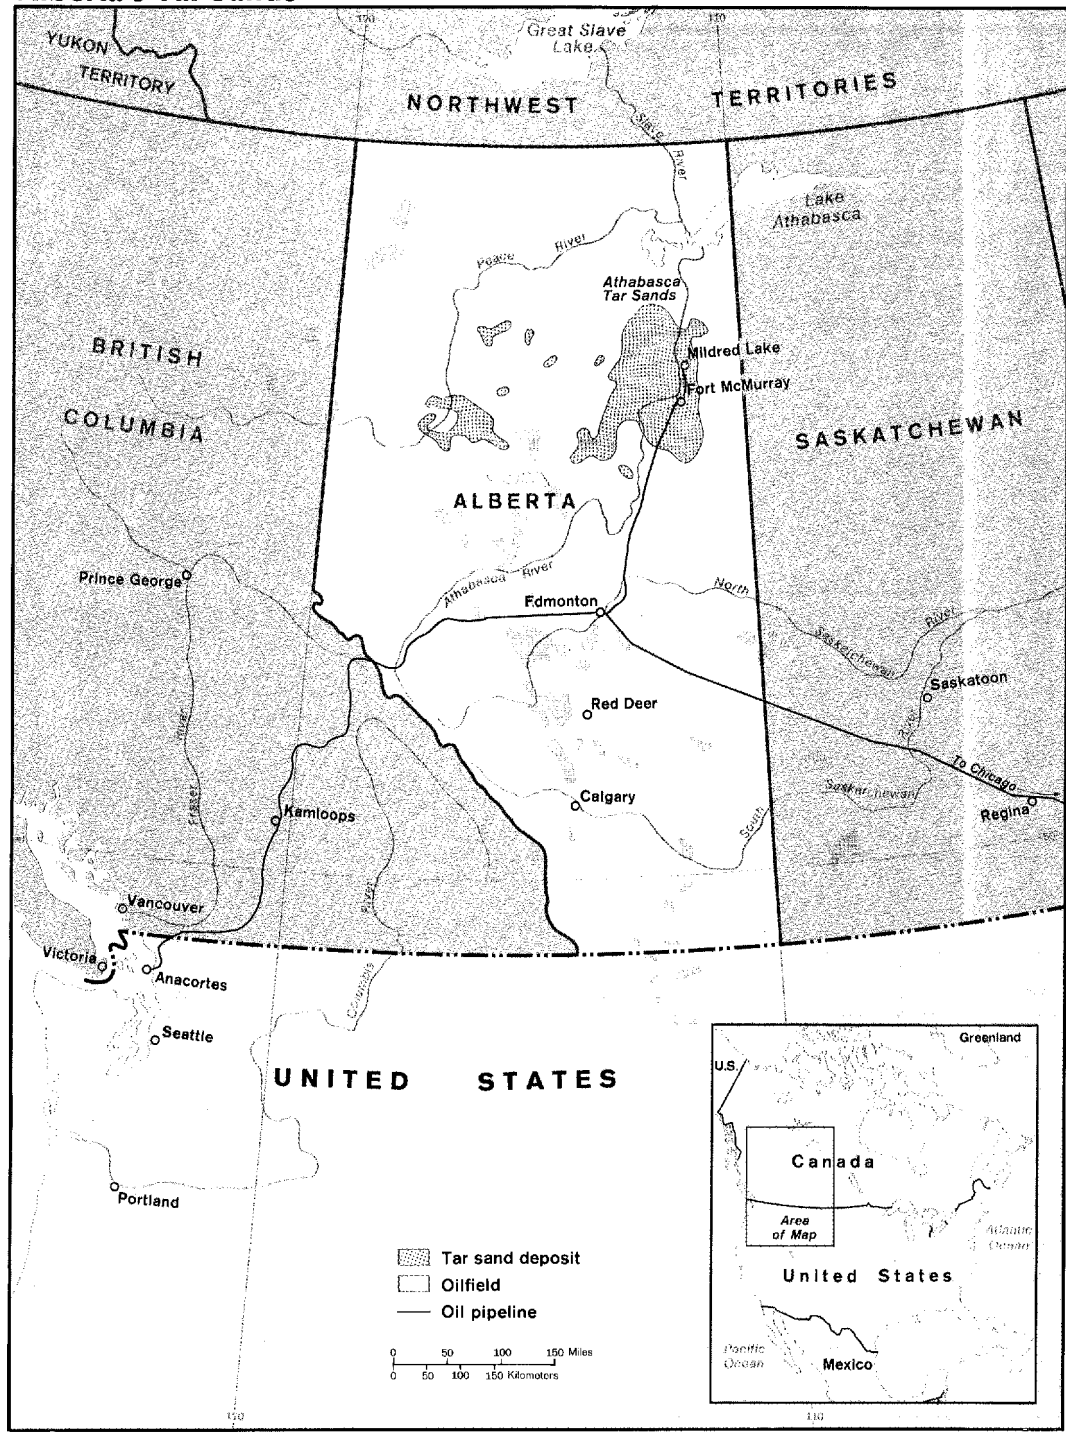 120
110
Great Slave
Lake
YUKON
TERRITORY
NORTHWEST TERRITORIES
Slave River
Lake
Athabasca
Peace River
Athabasca
Tar Sands
BRITISH
COLUMBIA
Mildred Lake
Fort McMurray
SASKATCHEWAN
ALBERTA
Prince George
Athabasca River
Edmonton
North Saskatchewan River
Saskatoon
Red Deer
River
Fraser
River
To Chicago
Saskatchewan
Regina
Calgary
South
Kamloops
River
Columbia
Vancouver
Victoria
Anacortes
Seattle
UNITED STATES
Portland
Tar sand deposit
Oilfield
Oil pipeline
0 50 100 150 Miles
0 50 100 150 Kilometers
120
110
Greenland
U.S.
Canada
Area
of Map
Atlantic
Ocean
United States
Pacific
Ocean
Mexico